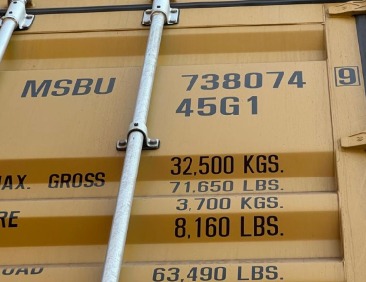 MSBU 738074 9
45G1
AX. GROSS 32,500 KGS.
71,650 LBS.
RE 3,700 KGS.
8,160 LBS.
OAD 63,490 LBS.